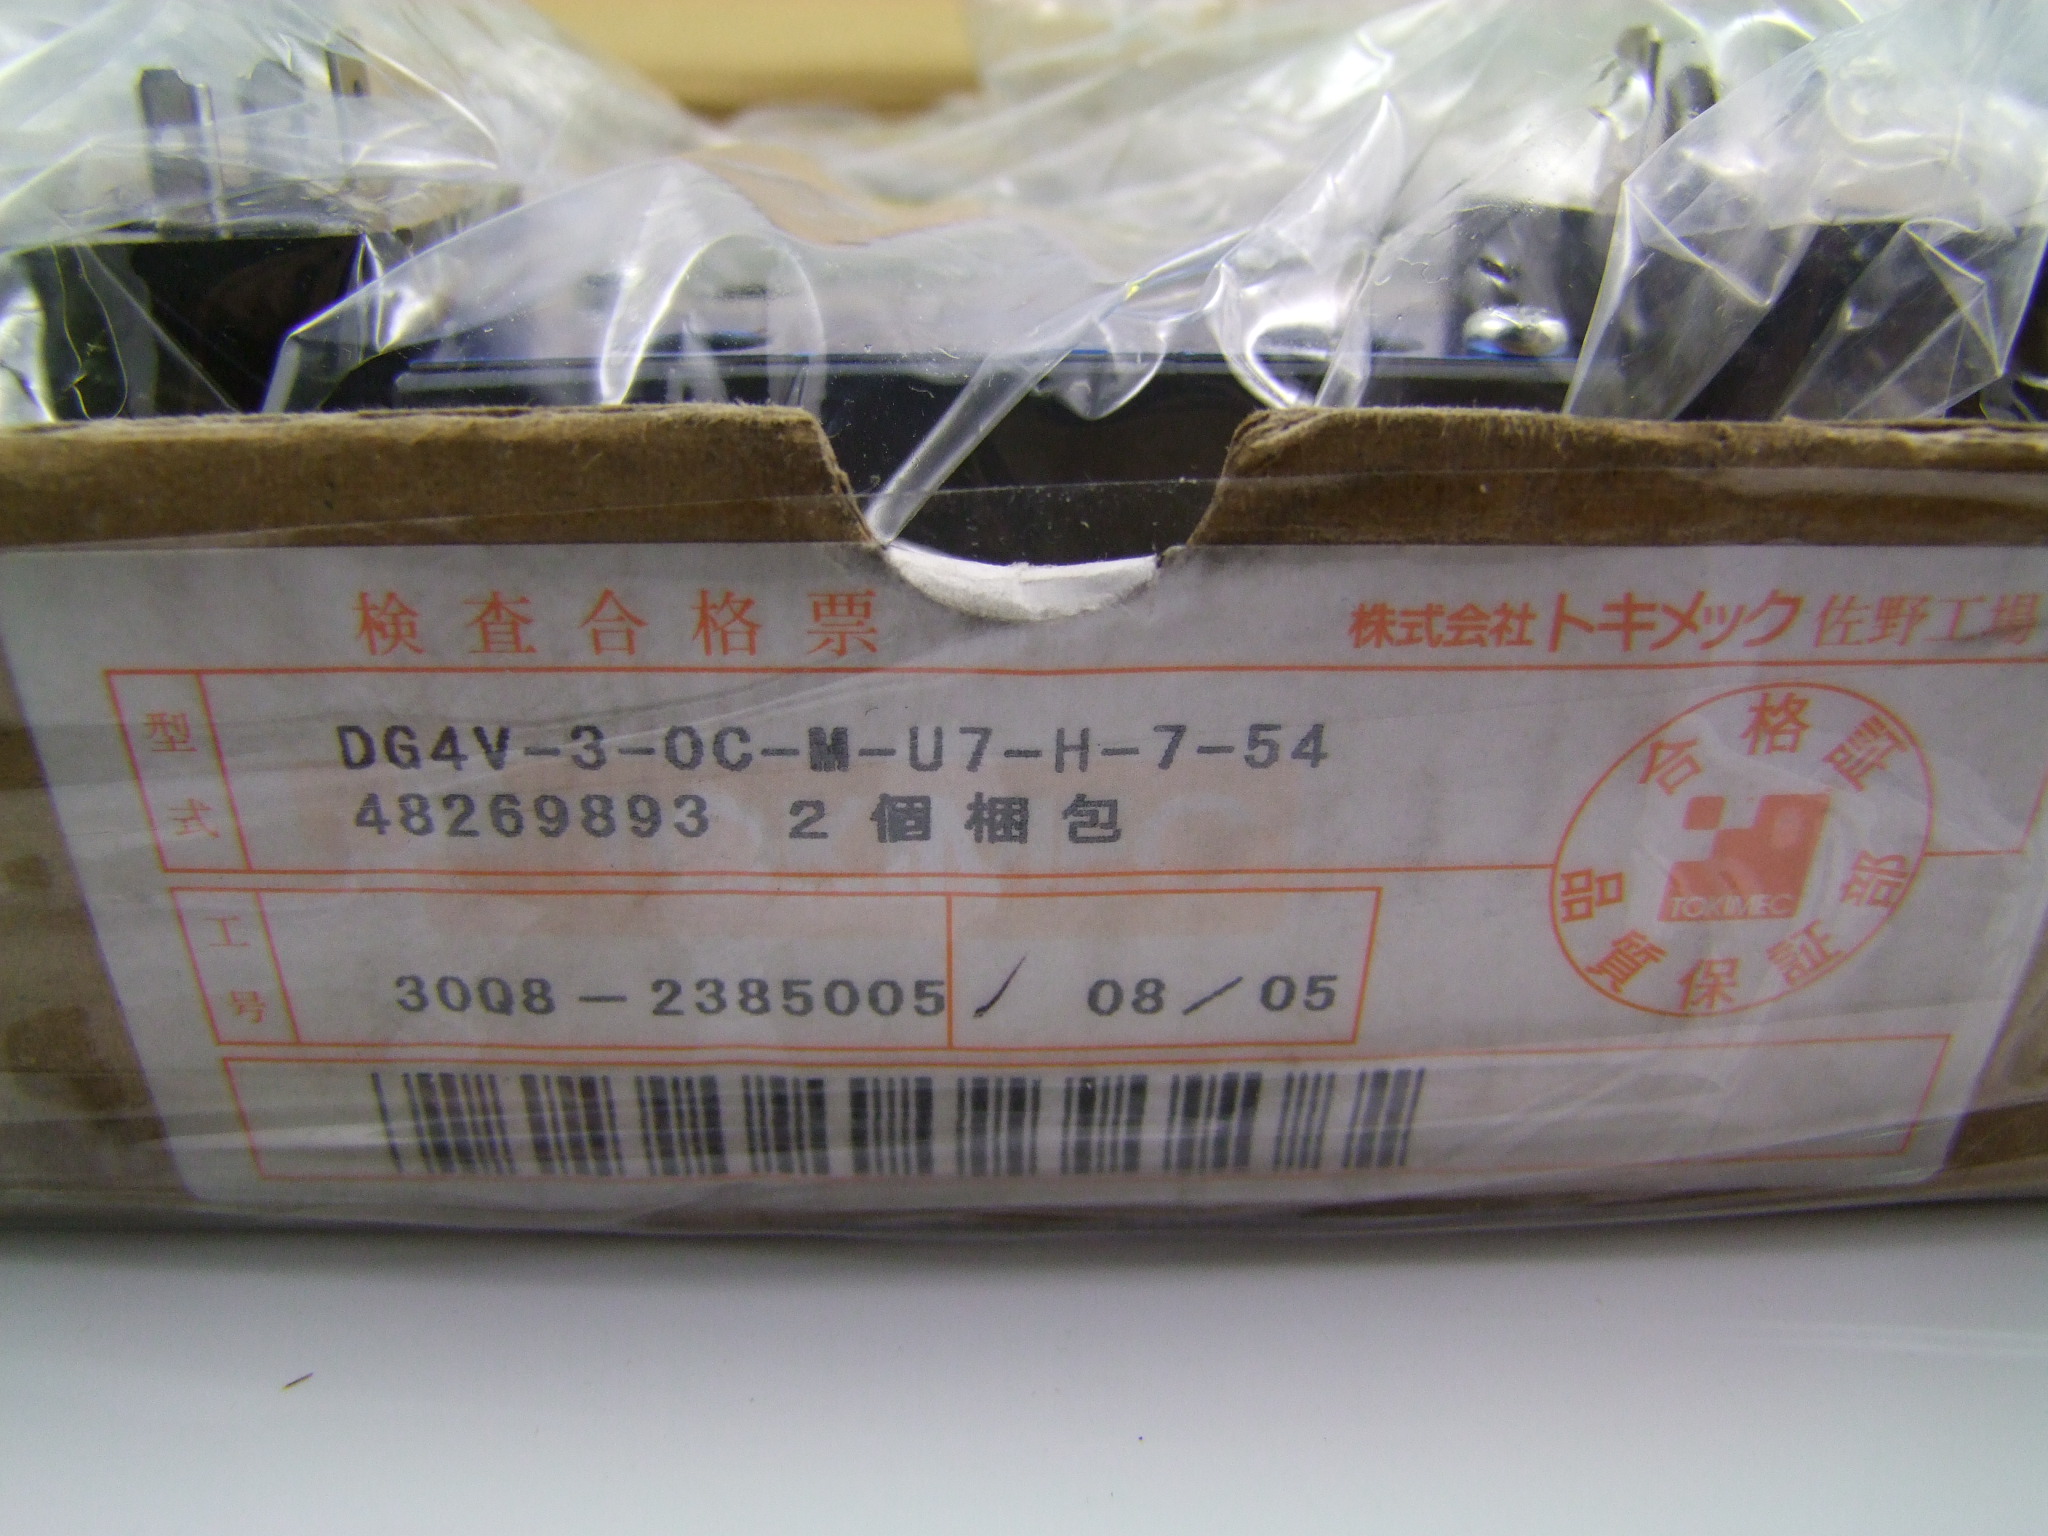 検査合格票
株式会社トキメック 佐野工場
型式
DG4V-3-0C-M-U7-H-7-54
48269893 2個梱包
合格証
TOKIMEC
品質保証部
工号
30Q8-2385005
/ 08/05